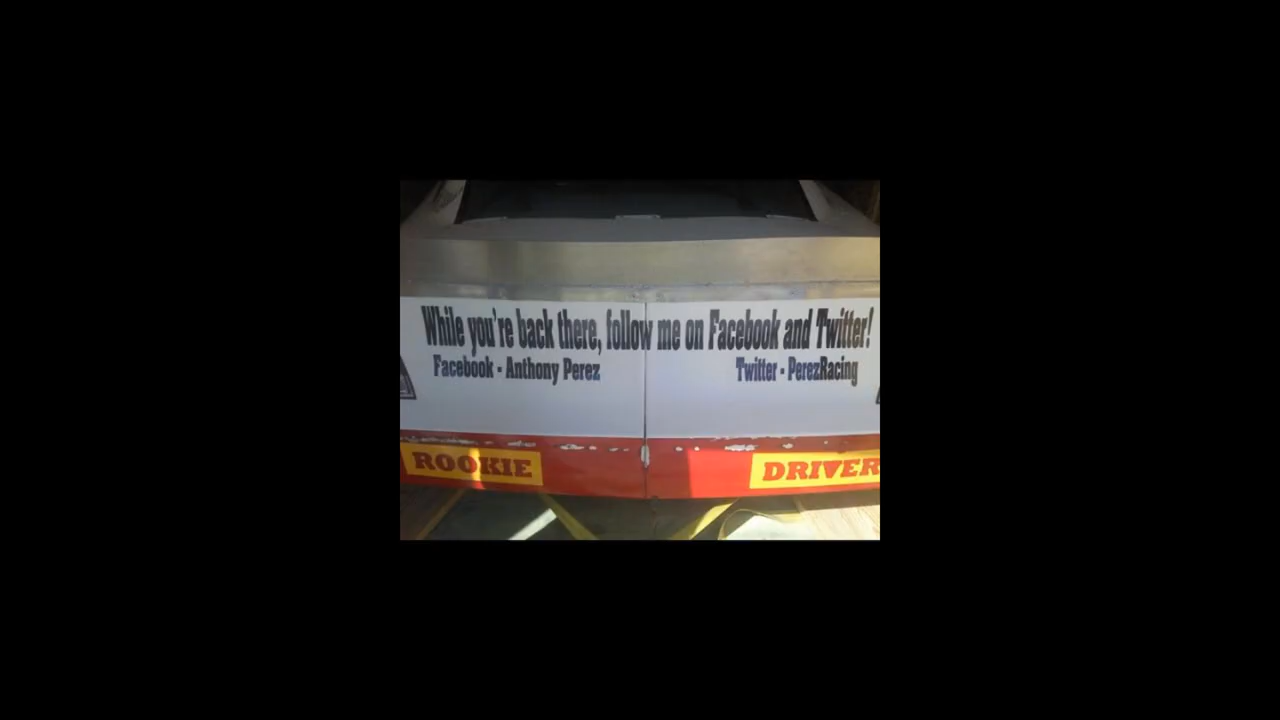 While you're back there, follow me on Facebook and Twitter!
Facebook - Anthony Perez Twitter - PerezRacing
ROOKIE DRIVER